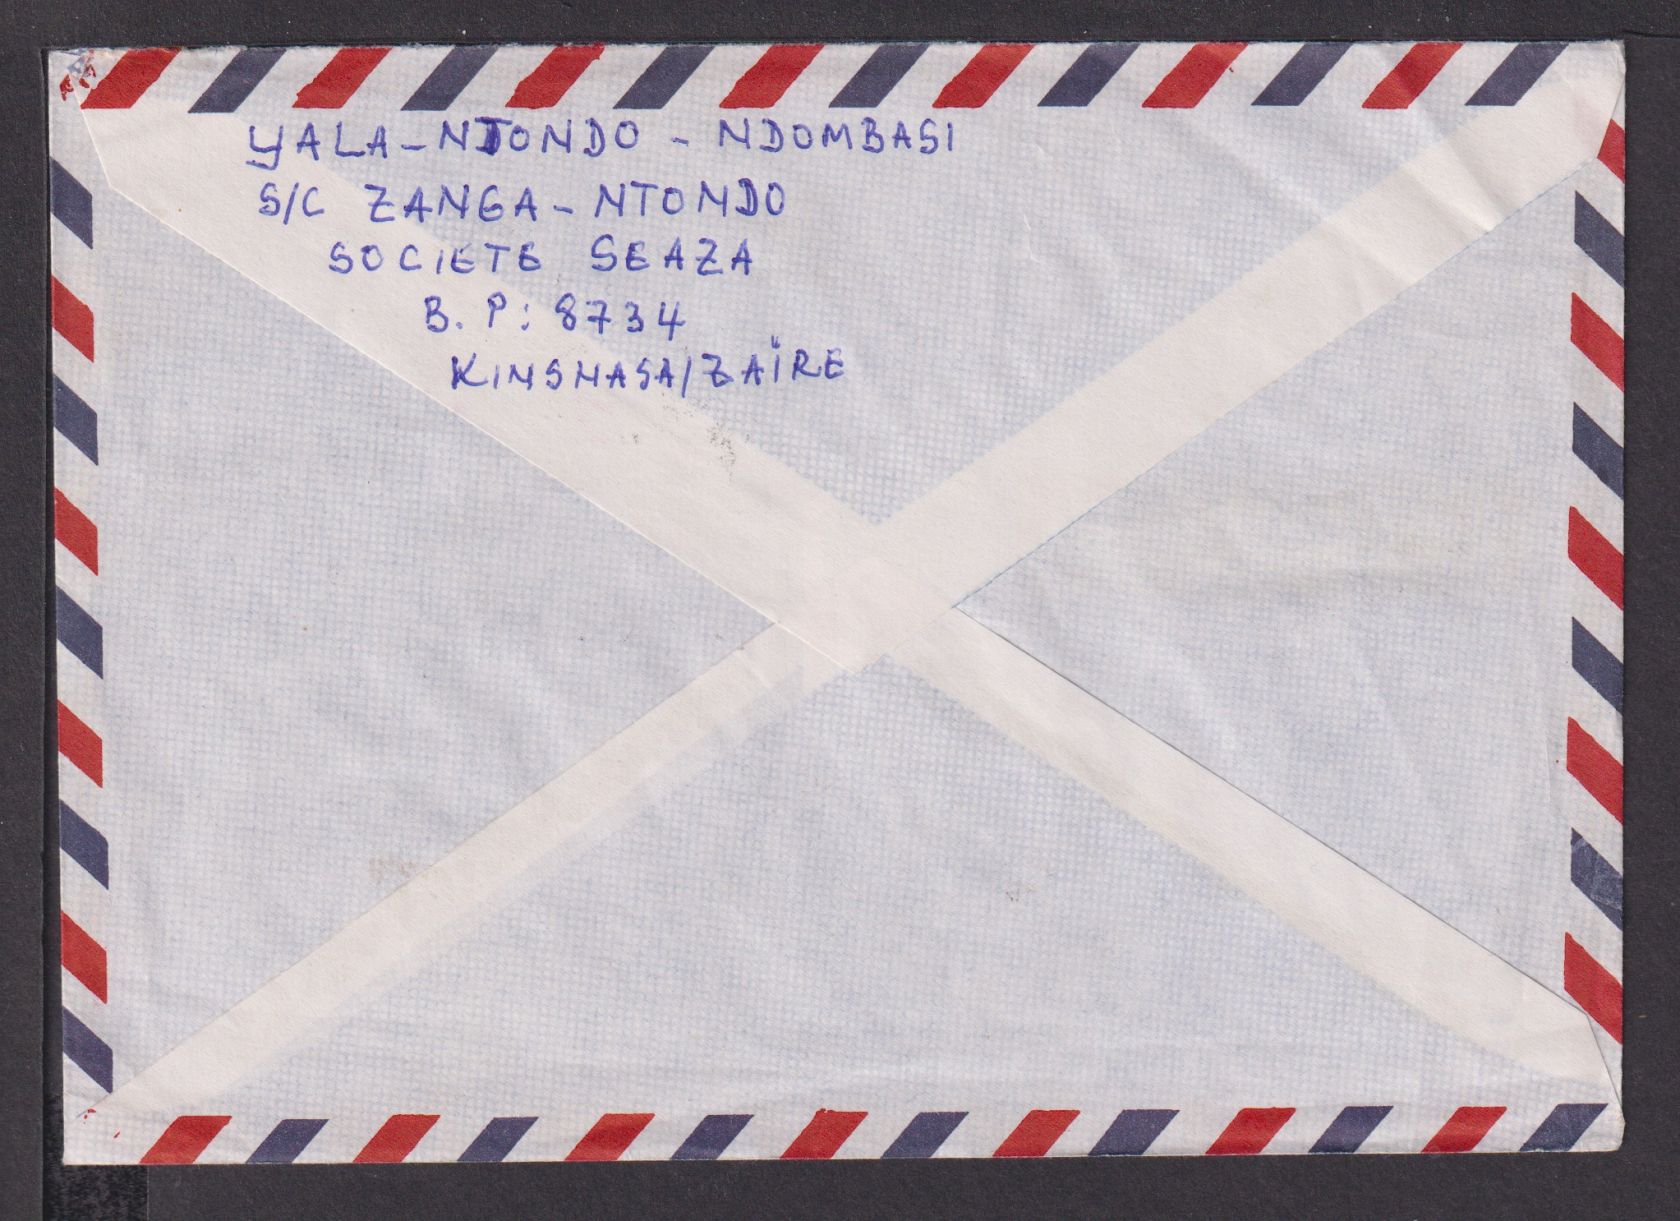 YALA-NTONDO - NDOMBASI
S/C ZANGA-NTONDO
SOCIETE SEAZA
B.P: 8734
KINSHASA/ZAÏRE